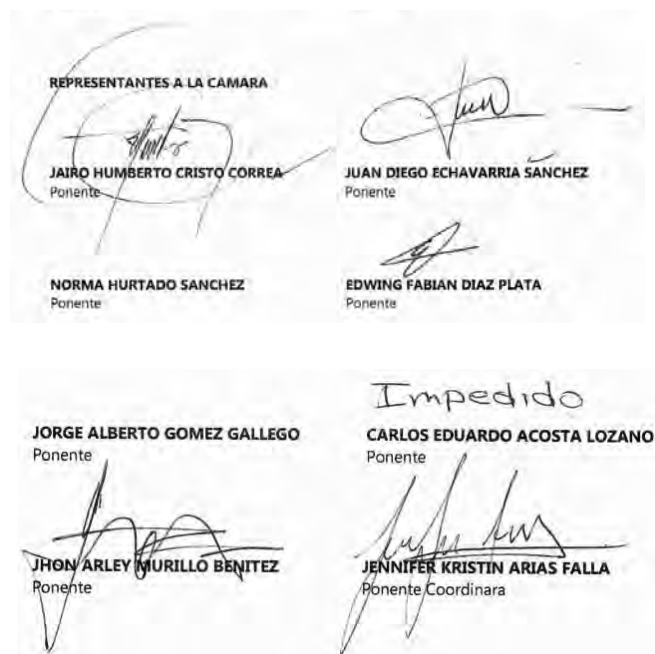 REPRESENTANTES A LA CAMARA
JAIRO HUMBERTO CRISTO CORREA
Ponente
JUAN DIEGO ECHAVARRIA SANCHEZ
Ponente
NORMA HURTADO SANCHEZ
Ponente
EDWING FABIAN DIAZ PLATA
Ponente
Impedido
JORGE ALBERTO GOMEZ GALLEGO
Ponente
CARLOS EDUARDO ACOSTA LOZANO
Ponente
JHON ARLEY MURILLO BENITEZ
Ponente
JENNIFER KRISTIN ARIAS FALLA
Ponente Coordinara